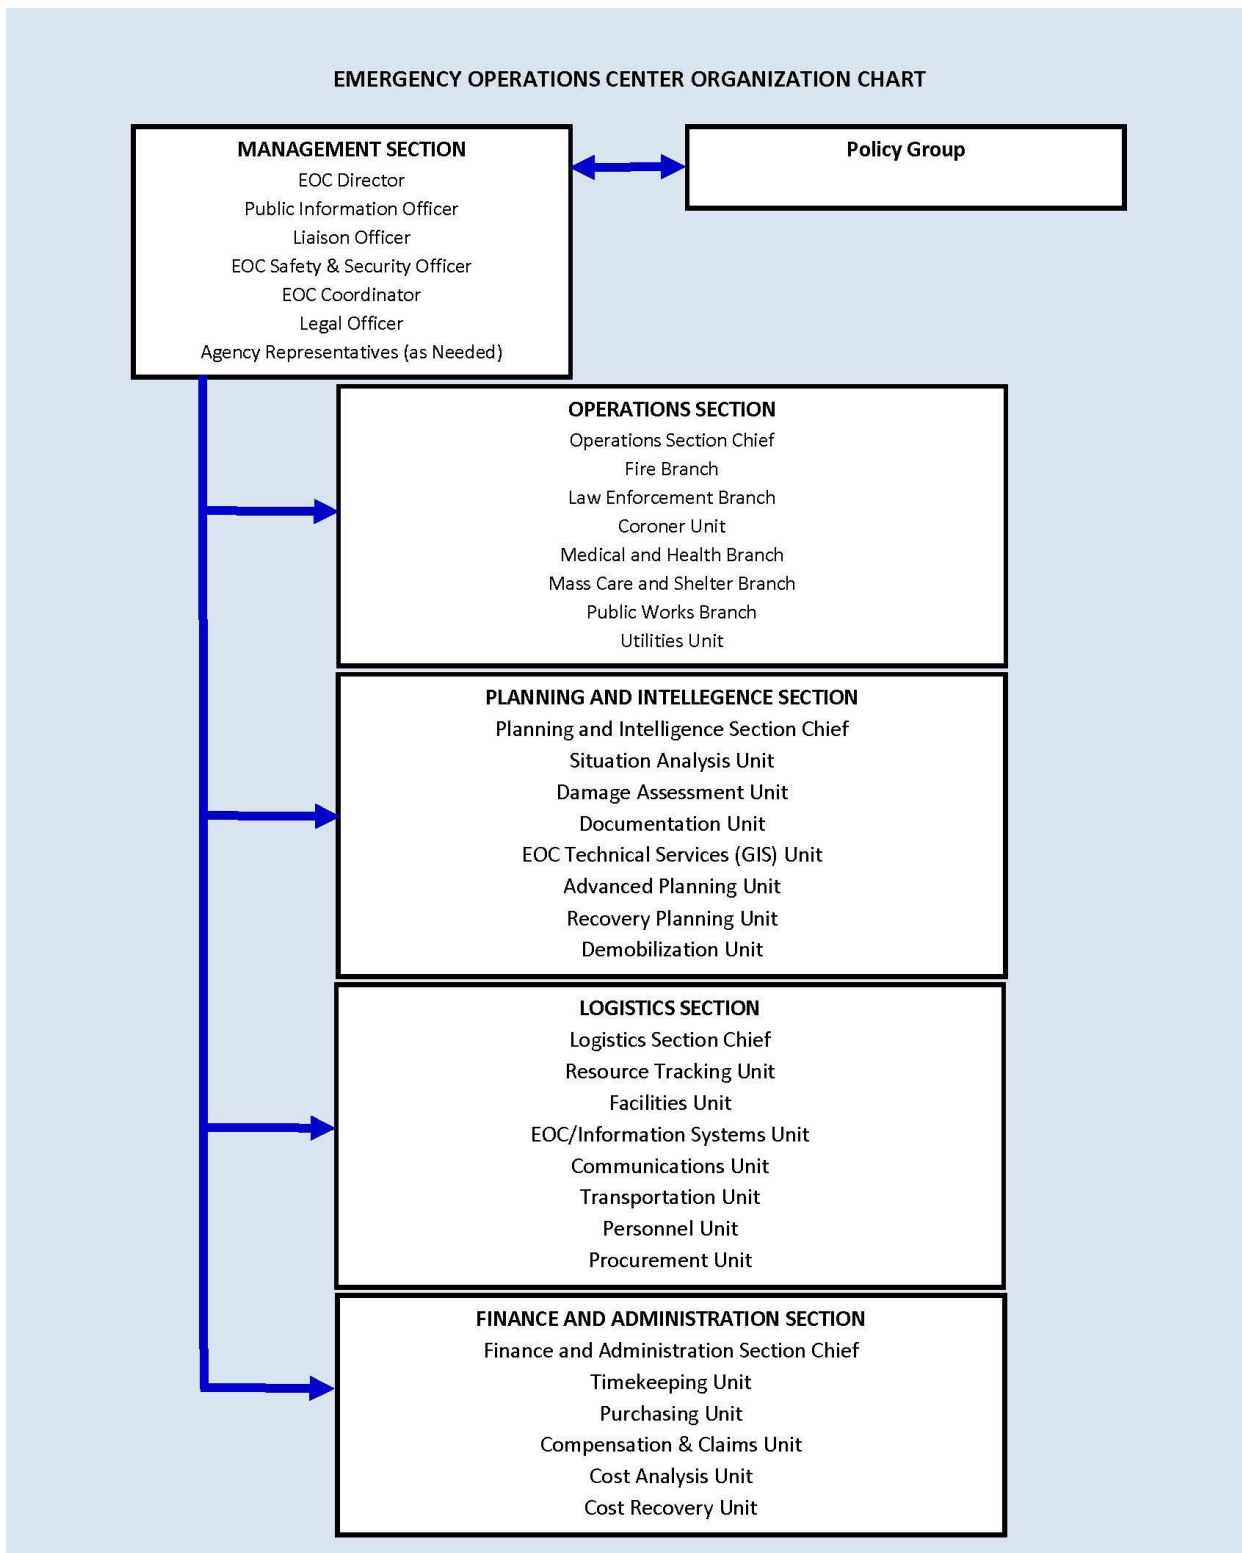 EMERGENCY OPERATIONS CENTER ORGANIZATION CHART
MANAGEMENT SECTION
EOC Director
Public Information Officer
Liaison Officer
EOC Safety & Security Officer
EOC Coordinator
Legal Officer
Agency Representatives (as Needed)
Policy Group
OPERATIONS SECTION
Operations Section Chief
Fire Branch
Law Enforcement Branch
Coroner Unit
Medical and Health Branch
Mass Care and Shelter Branch
Public Works Branch
Utilities Unit
PLANNING AND INTELLEGENCE SECTION
Planning and Intelligence Section Chief
Situation Analysis Unit
Damage Assessment Unit
Documentation Unit
EOC Technical Services (GIS) Unit
Advanced Planning Unit
Recovery Planning Unit
Demobilization Unit
LOGISTICS SECTION
Logistics Section Chief
Resource Tracking Unit
Facilities Unit
EOC/Information Systems Unit
Communications Unit
Transportation Unit
Personnel Unit
Procurement Unit
FINANCE AND ADMINISTRATION SECTION
Finance and Administration Section Chief
Timekeeping Unit
Purchasing Unit
Compensation & Claims Unit
Cost Analysis Unit
Cost Recovery Unit